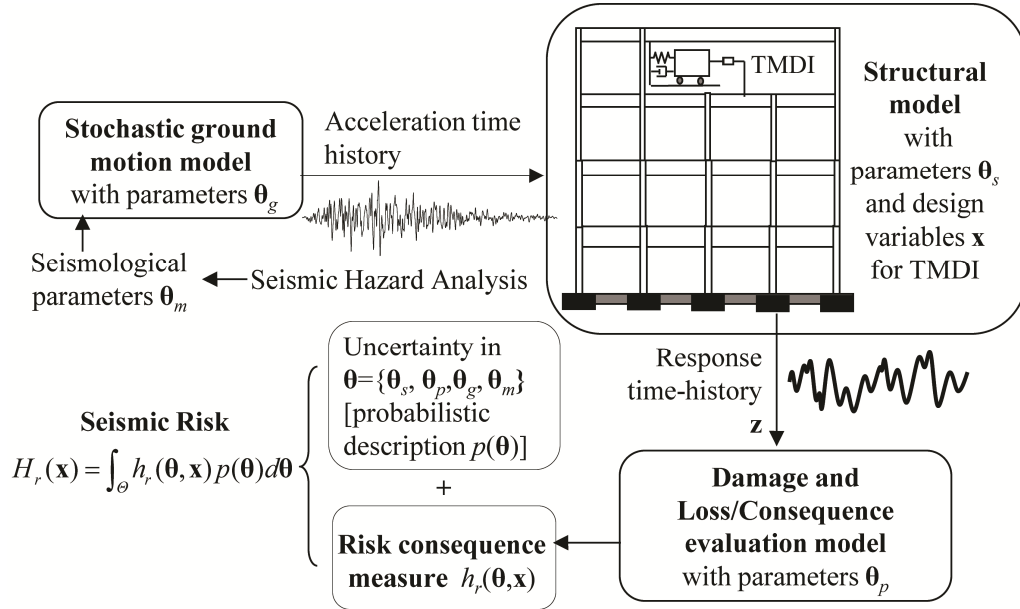 Stochastic ground
motion model
with parameters θg
Acceleration time
history
TMDI
Structural
model
with
parameters θs
and design
variables x
for TMDI
Seismological
parameters θm
Seismic Hazard Analysis
Response
time-history
z
Uncertainty in
θ={θs, θp,θg, θm}
[probabilistic
description p(θ)]
+
Seismic Risk
Hr(x) = ∫Θ hr(θ,x) p(θ)dθ
Risk consequence
measure hr(θ,x)
Damage and
Loss/Consequence
evaluation model
with parameters θp